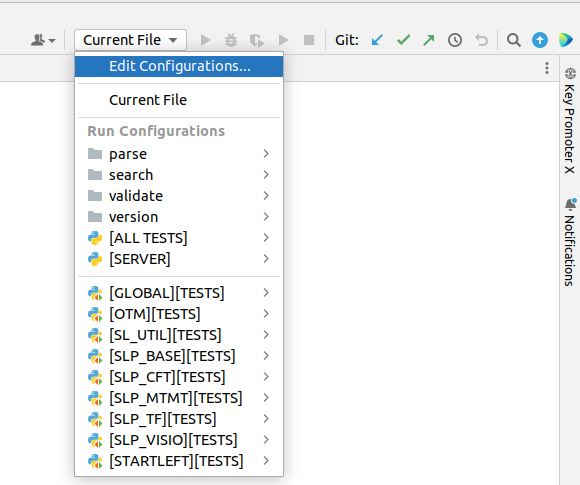 Current File
Git:
Edit Configurations...
Current File
Run Configurations
parse
search
validate
version
[ALL TESTS]
[SERVER]
[GLOBAL][TESTS]
[OTM][TESTS]
[SL_UTIL][TESTS]
[SLP_BASE][TESTS]
[SLP_CFT][TESTS]
[SLP_MTMT][TESTS]
[SLP_TF][TESTS]
[SLP_VISIO][TESTS]
[STARTLEFT][TESTS]
Key Promoter X
Notifications